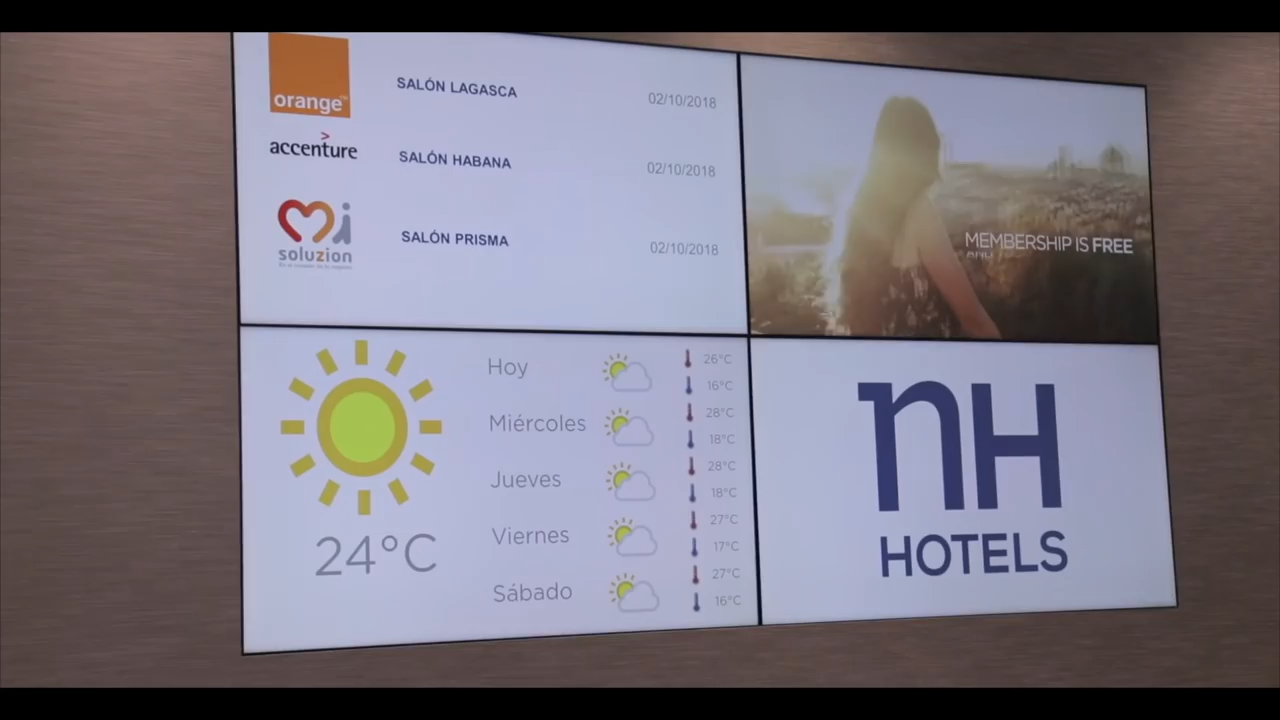 orange™
SALÓN LAGASCA
02/10/2018
accenture
SALÓN HABANA
02/10/2018
soluzion
SALÓN PRISMA
02/10/2018
MEMBERSHIP IS FREE
24°C
Hoy
26°C
16°C
Miércoles
28°C
18°C
Jueves
28°C
18°C
Viernes
27°C
17°C
Sábado
27°C
16°C
nH
HOTELS